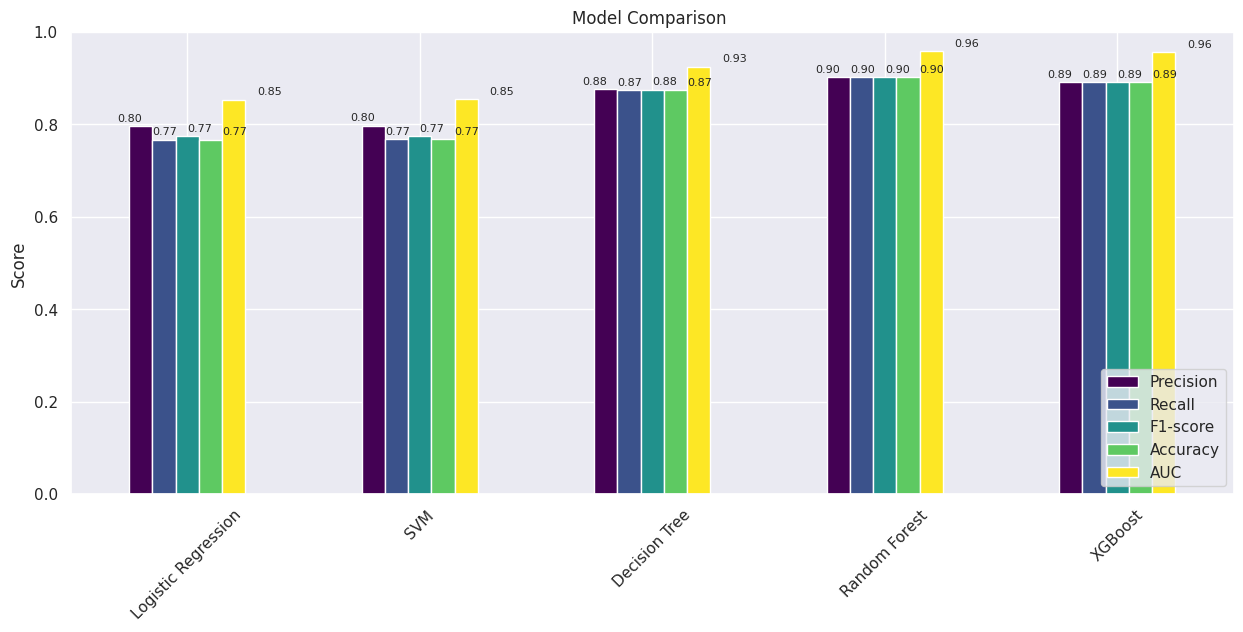 Model Comparison
1.0
0.8
0.6
0.4
0.2
0.0
Score
0.80 0.77 0.77 0.77 0.85
0.80 0.77 0.77 0.77 0.85
0.88 0.87 0.88 0.87 0.93
0.90 0.90 0.90 0.90 0.96
0.89 0.89 0.89 0.89 0.96
Logistic Regression
SVM
Decision Tree
Random Forest
XGBoost
Precision
Recall
F1-score
Accuracy
AUC